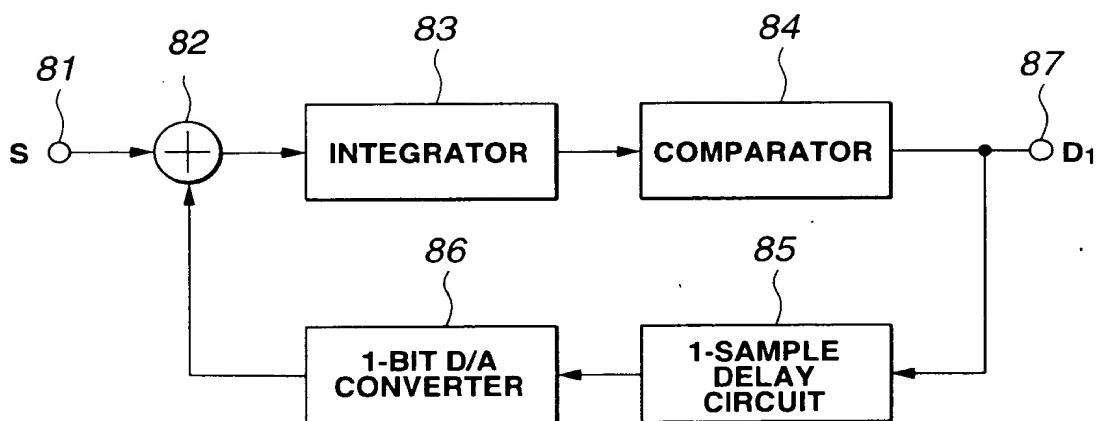 81
82
83
84
87
S
+
INTEGRATOR
COMPARATOR
D1
86
85
1-BIT D/A
CONVERTER
1-SAMPLE
DELAY
CIRCUIT